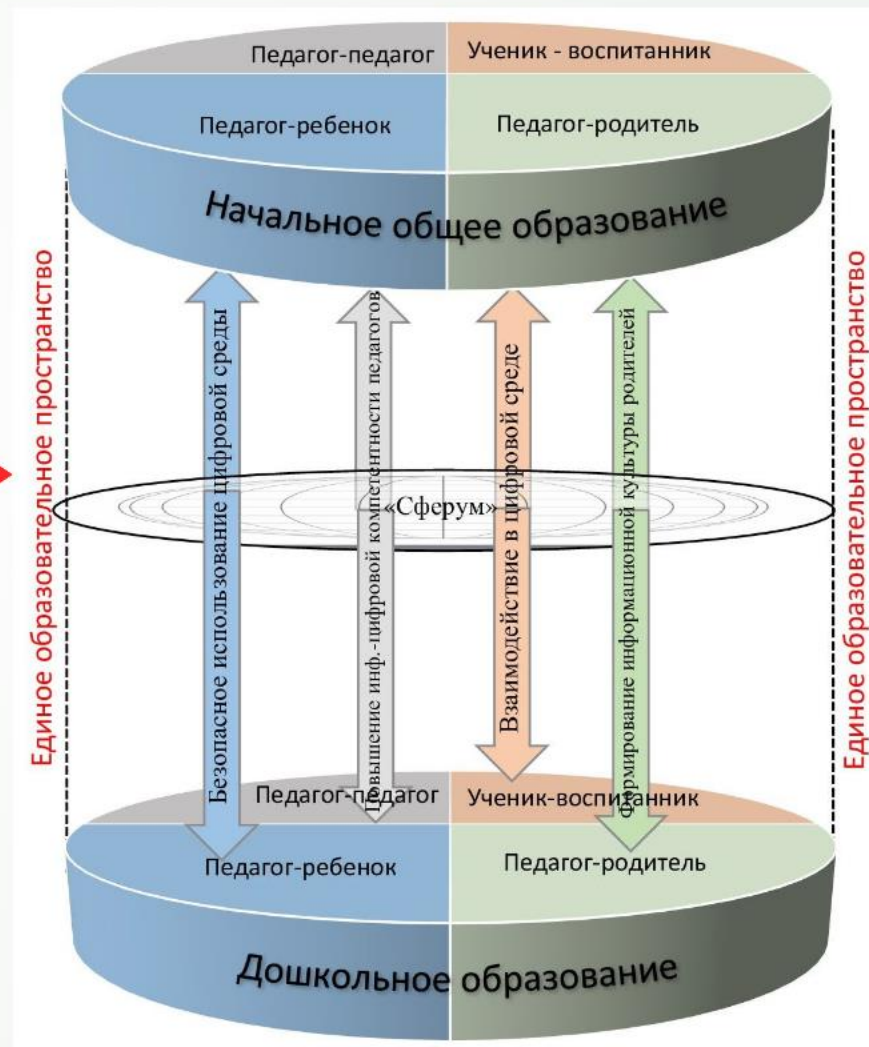 Педагог-педагог
Ученик - воспитанник
Педагог-ребенок
Педагог-родитель
Начальное общее образование
Единое образовательное пространство
Безопасное использование цифровой среды
Повышение инф.-цифровой компетентности педагогов
Взаимодействие в цифровой среде
Формирование информационной культуры родителей
Единое образовательное пространство
«Сферум»
Педагог-педагог
Ученик-воспитанник
Педагог-ребенок
Педагог-родитель
Дошкольное образование